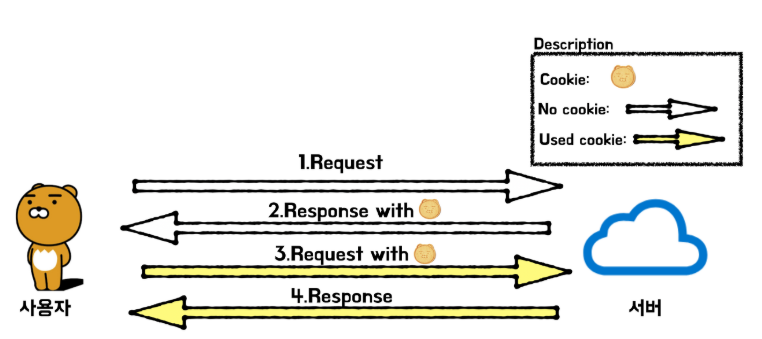 Description
Cookie:
No cookie:
Used cookie:
1.Request
2.Response with
3.Request with
4.Response
사용자
서버